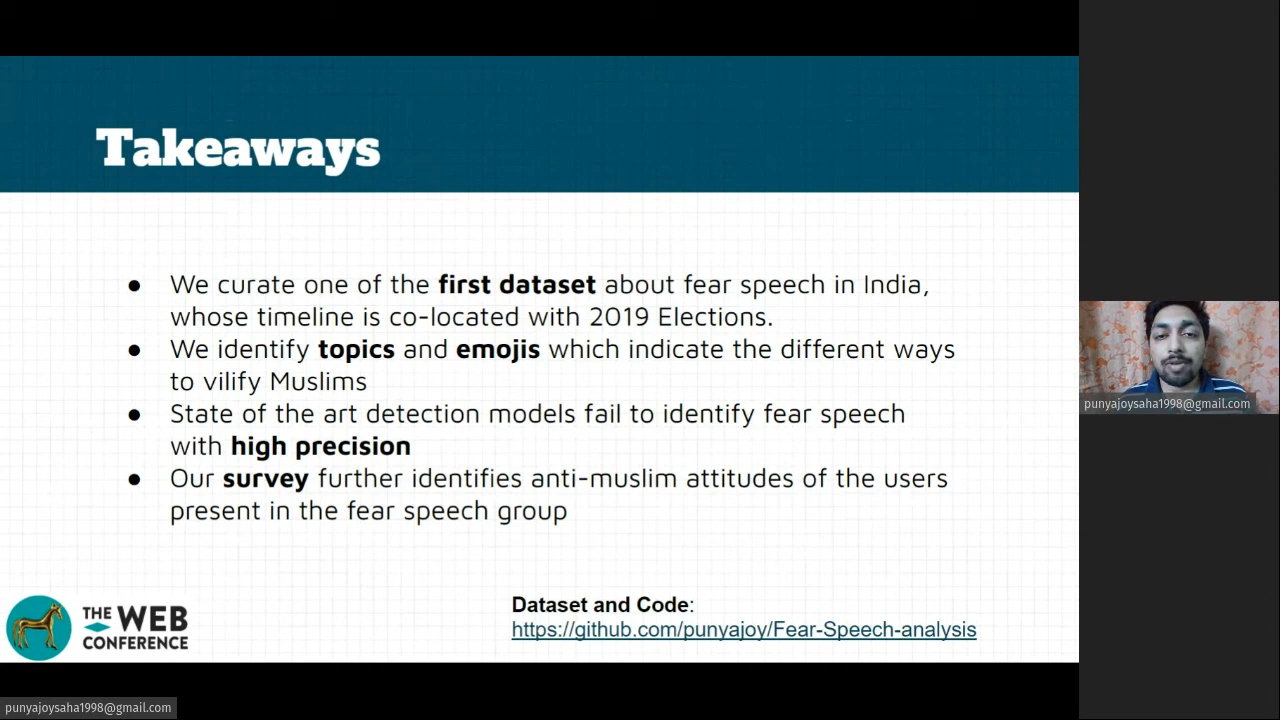 Takeaways
● We curate one of the first dataset about fear speech in India,
whose timeline is co-located with 2019 Elections.
● We identify topics and emojis which indicate the different ways
to vilify Muslims
● State of the art detection models fail to identify fear speech
with high precision
● Our survey further identifies anti-muslim attitudes of the users
present in the fear speech group
Dataset and Code:
https://github.com/punyajoy/Fear-Speech-analysis
THE WEB
CONFERENCE
punyajoysaha1998@gmail.com
punyajoysaha1998@gmail.com